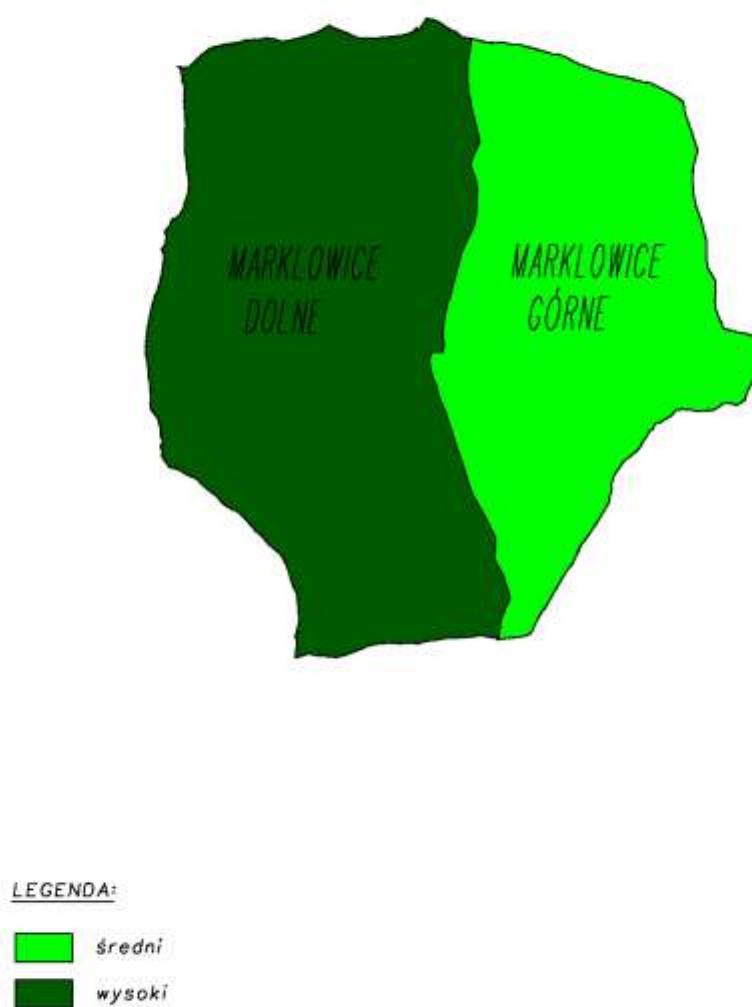 MARKLOWICE
DOLNE
MARKLOWICE
GÓRNE
LEGENDA:
średni
wysoki